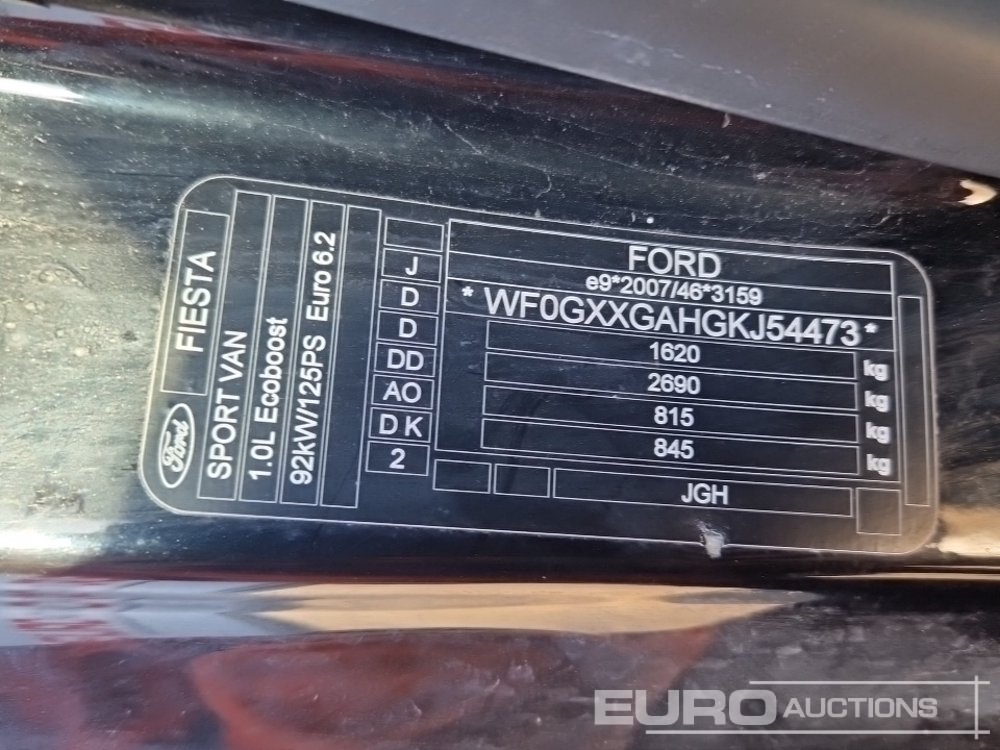 Ford
FIESTA
SPORT VAN
1.0L Ecoboost
92kW/125PS Euro 6.2
J
D
D
DD
AO
D K
2
FORD
e9*2007/46*3159
* WF0GXXGAHGKJ54473 *
1620 kg
2690 kg
815 kg
845 kg
JGH
EURO AUCTIONS